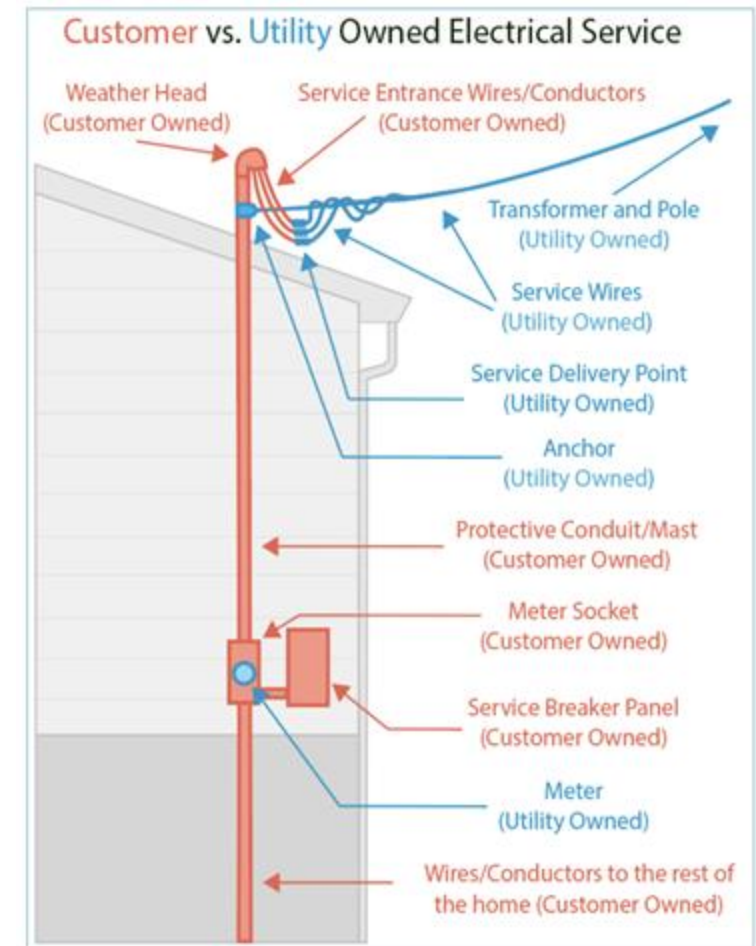 Customer vs. Utility Owned Electrical Service
Weather Head
(Customer Owned)
Service Entrance Wires/Conductors
(Customer Owned)
Transformer and Pole
(Utility Owned)
Service Wires
(Utility Owned)
Service Delivery Point
(Utility Owned)
Anchor
(Utility Owned)
Protective Conduit/Mast
(Customer Owned)
Meter Socket
(Customer Owned)
Service Breaker Panel
(Customer Owned)
Meter
(Utility Owned)
Wires/Conductors to the rest of
the home (Customer Owned)